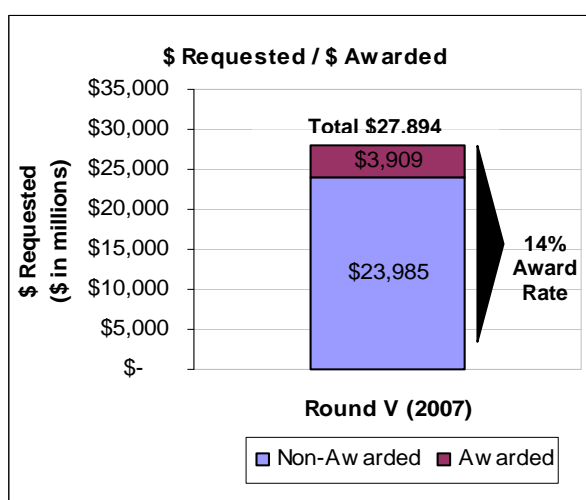 $ Requested / $ Awarded
$ Requested
($ in millions)
$35,000
$30,000
$25,000
$20,000
$15,000
$10,000
$5,000
$-
Total $27,894
$3,909
$23,985
14%
Award
Rate
Round V (2007)
Non-Awarded
Awarded